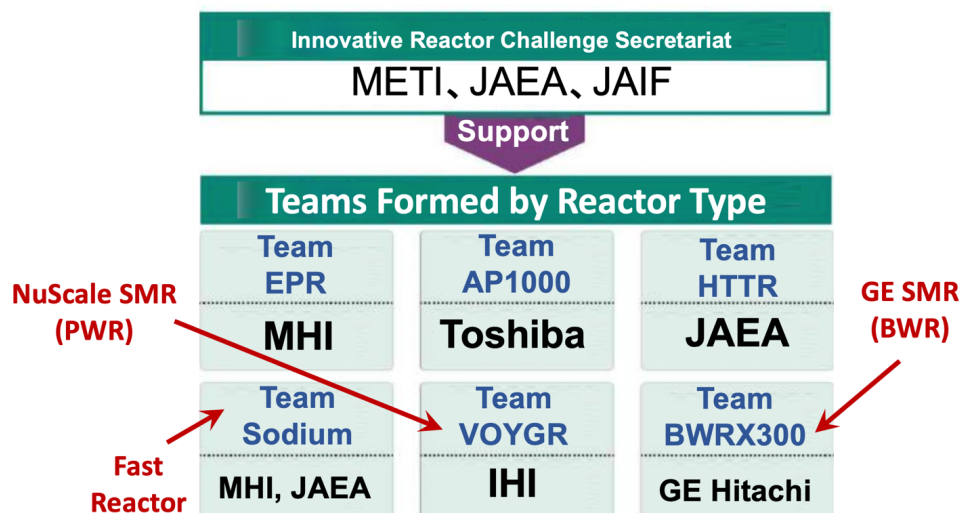 Innovative Reactor Challenge Secretariat
METI、JAEA、JAIF
Support
Teams Formed by Reactor Type
Team
EPR
MHI
Team
AP1000
Toshiba
Team
HTTR
JAEA
NuScale SMR
(PWR)
GE SMR
(BWR)
Team
Sodium
MHI, JAEA
Team
VOYGR
IHI
Team
BWRX300
GE Hitachi
Fast
Reactor